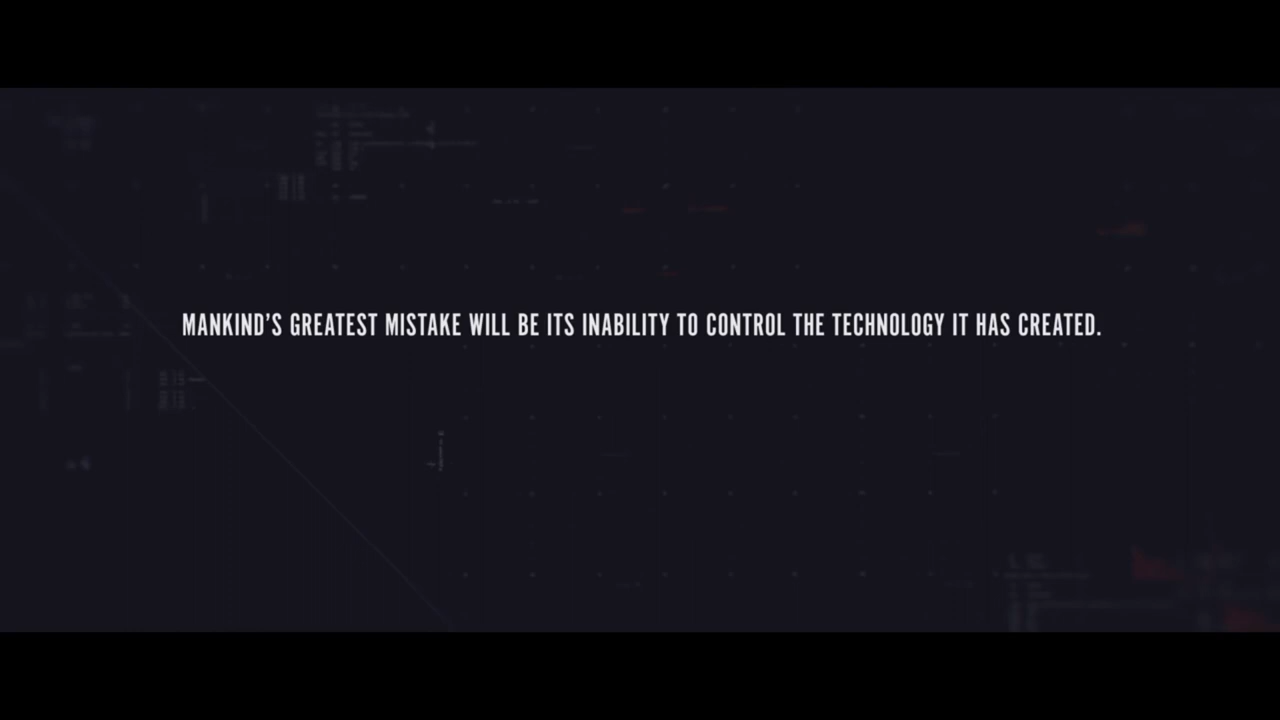 MANKIND'S GREATEST MISTAKE WILL BE ITS INABILITY TO CONTROL THE TECHNOLOGY IT HAS CREATED.